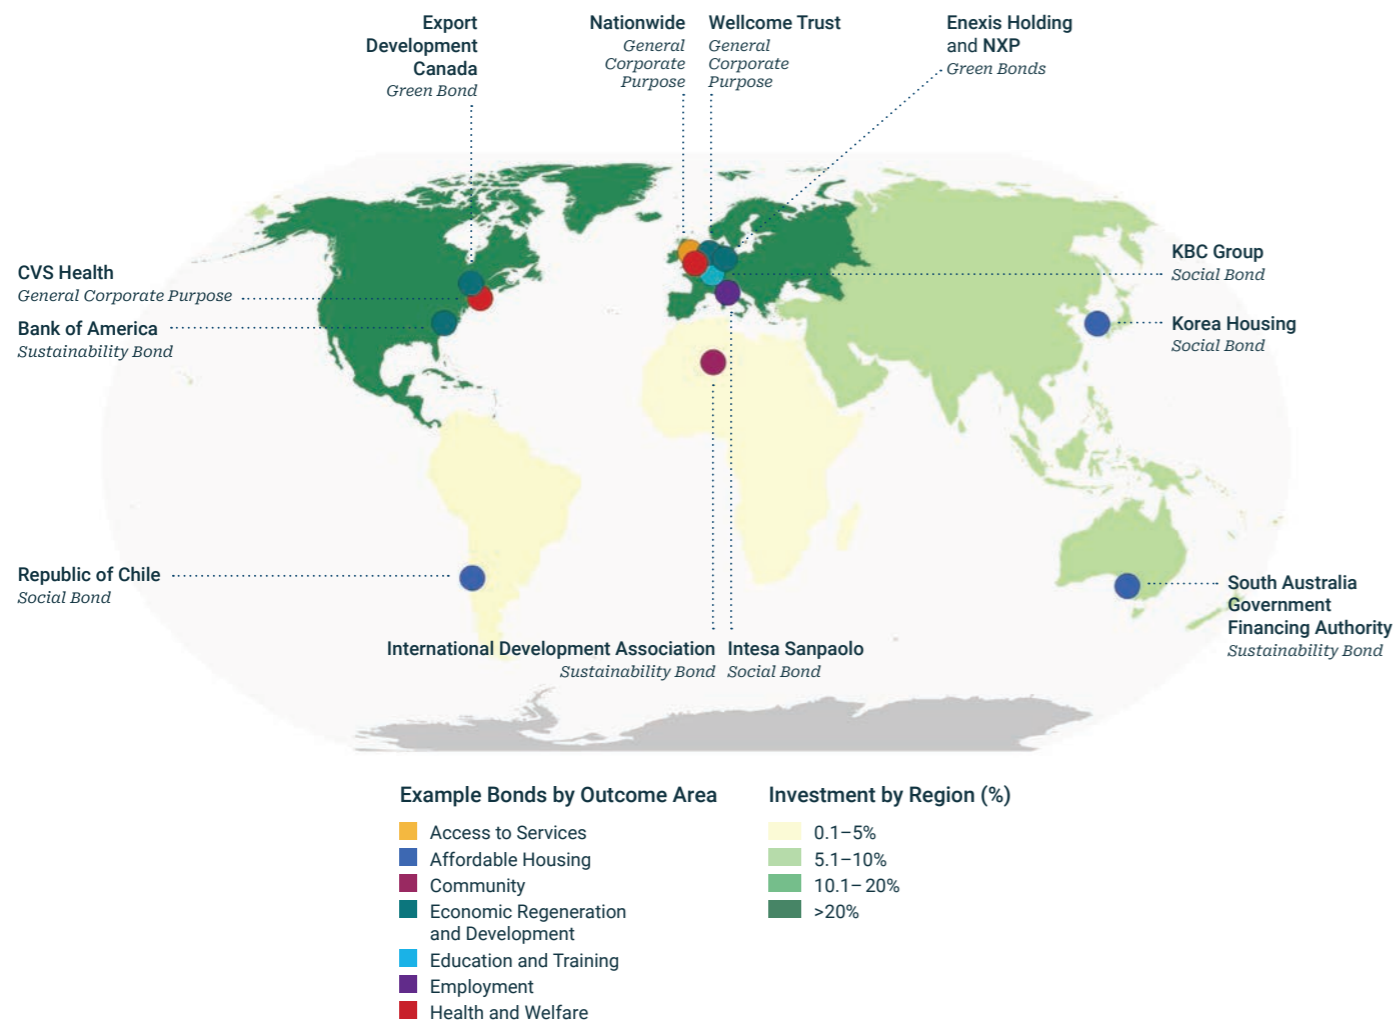 Export
Development
Canada
Green Bond
Nationwide
General
Corporate
Purpose
Wellcome Trust
General
Corporate
Purpose
Enexis Holding
and NXP
Green Bonds
CVS Health
General Corporate Purpose
Bank of America
Sustainability Bond
KBC Group
Social Bond
Korea Housing
Social Bond
Republic of Chile
Social Bond
South Australia
Government
Financing Authority
Sustainability Bond
International Development Association
Sustainability Bond
Intesa Sanpaolo
Social Bond
Example Bonds by Outcome Area
Access to Services
Affordable Housing
Community
Economic Regeneration
and Development
Education and Training
Employment
Health and Welfare
Investment by Region (%)
0.1–5%
5.1–10%
10.1–20%
>20%